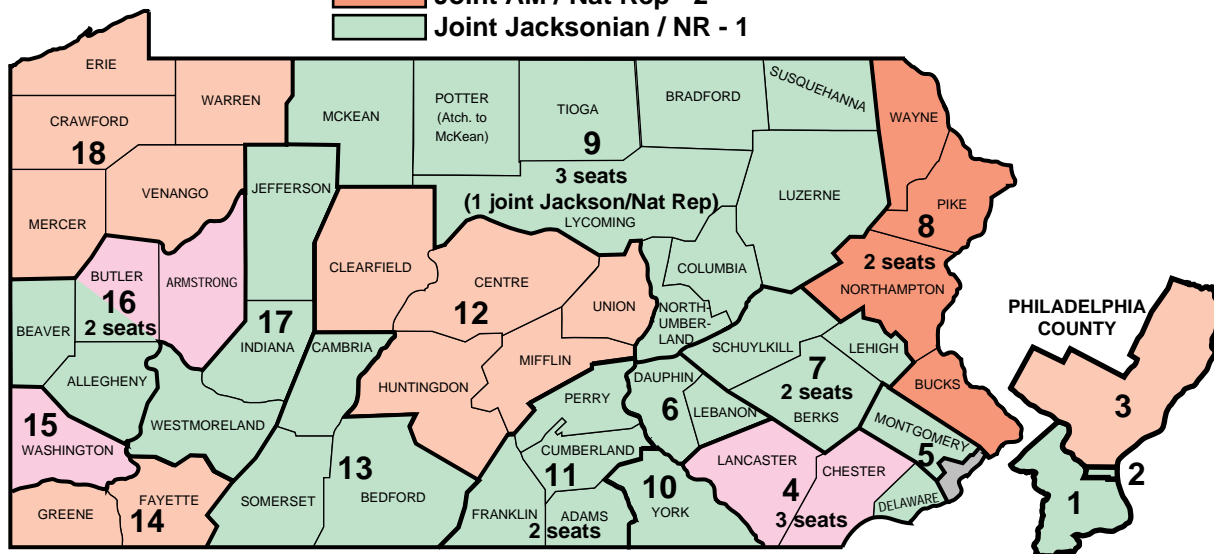 Joint AM / Nat Rep - 2
Joint Jacksonian / NR - 1
ERIE
WARREN
CRAWFORD
18
MERCER
VENANGO
MCKEAN
POTTER
(Atch. to
McKean)
TIOGA
9
3 seats
(1 joint Jackson/Nat Rep)
LYCOMING
BRADFORD
SUSQUEHANNA
WAYNE
PIKE
8
2 seats
NORTHAMPTON
BUCKS
LUZERNE
COLUMBIA
NORTH-
UMBER-
LAND
JEFFERSON
CLEARFIELD
CENTRE
12
UNION
MIFFLIN
HUNTINGDON
BUTLER
16
2 seats
ARMSTRONG
BEAVER
ALLEGHENY
17
INDIANA
CAMBRIA
WESTMORELAND
15
WASHINGTON
GREENE
FAYETTE
14
SOMERSET
13
BEDFORD
PERRY
CUMBERLAND
11
FRANKLIN
2 seats
ADAMS
10
YORK
DAUPHIN
6
LEBANON
SCHUYLKILL
LEHIGH
7
2 seats
BERKS
MONTGOMERY
5
DELAWARE
LANCASTER
CHESTER
4
3 seats
PHILADELPHIA
COUNTY
3
2
1